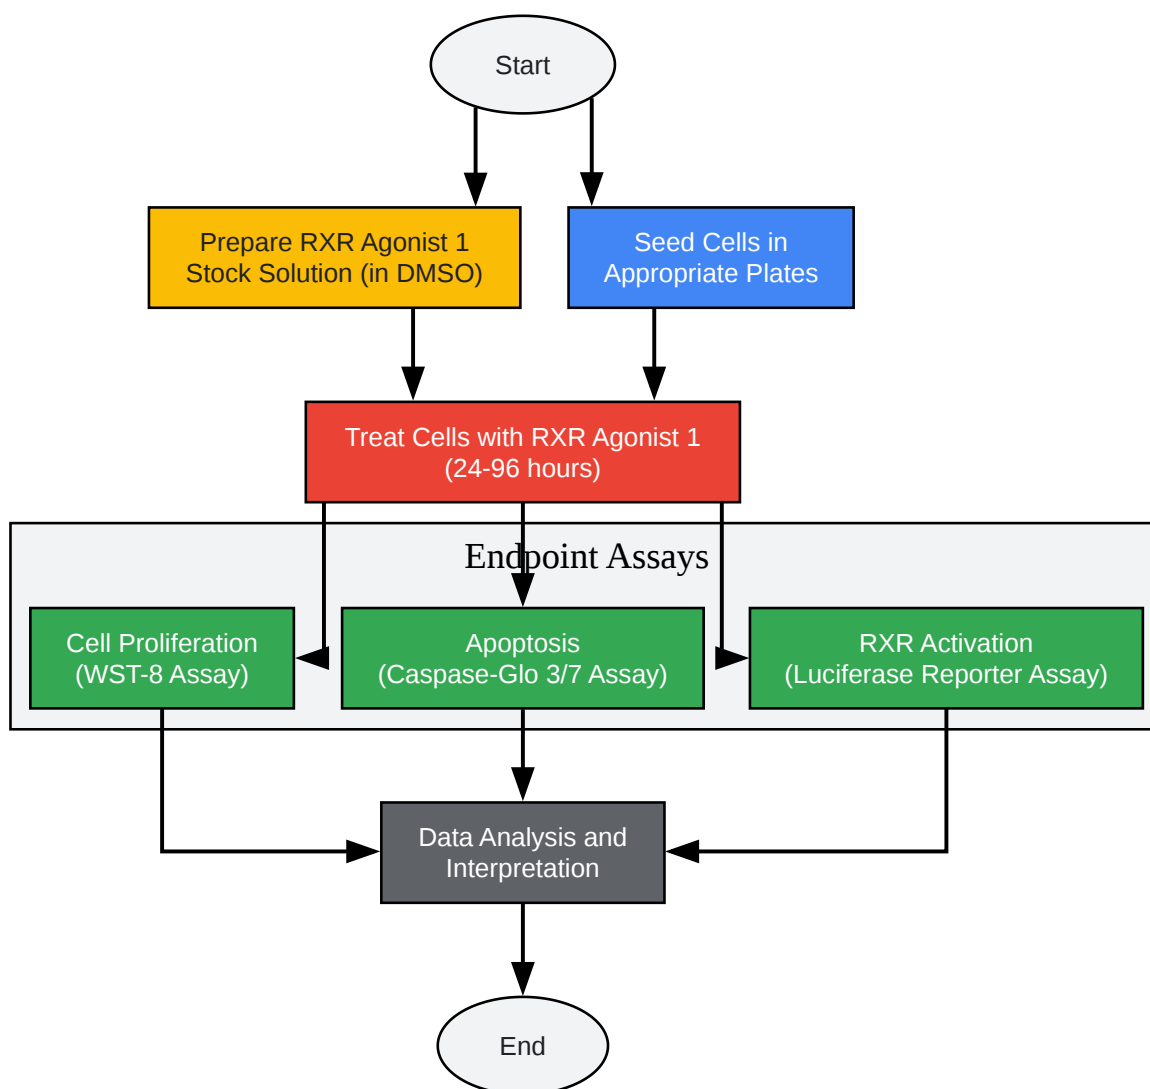 Start
Prepare RXR Agonist 1
Stock Solution (in DMSO)
Seed Cells in
Appropriate Plates
Treat Cells with RXR Agonist 1
(24-96 hours)
Endpoint Assays
Cell Proliferation
(WST-8 Assay)
Apoptosis
(Caspase-Glo 3/7 Assay)
RXR Activation
(Luciferase Reporter Assay)
Data Analysis and
Interpretation
End